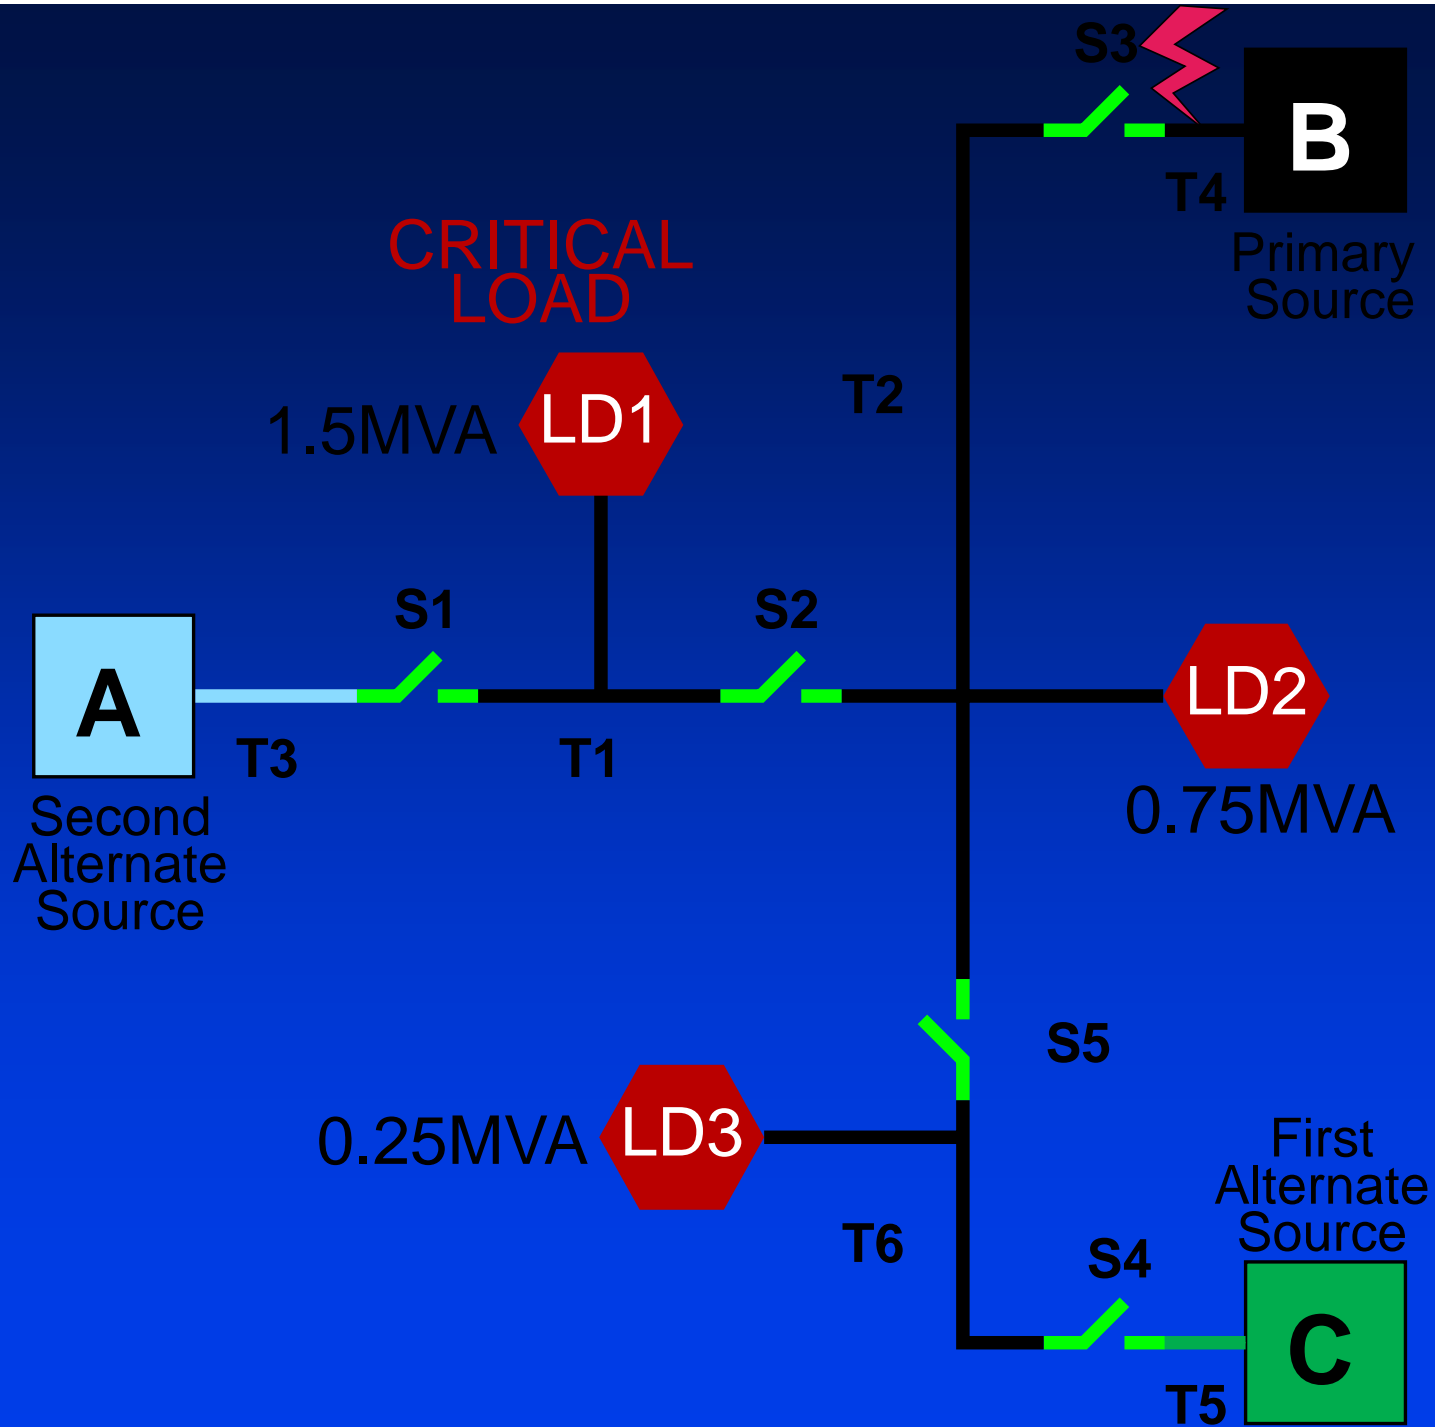 S3
B
T4
Primary
Source
CRITICAL
LOAD
T2
1.5MVA
LD1
S1
S2
A
LD2
T3
T1
0.75MVA
Second
Alternate
Source
S5
0.25MVA
LD3
First
Alternate
Source
T6
S4
C
T5